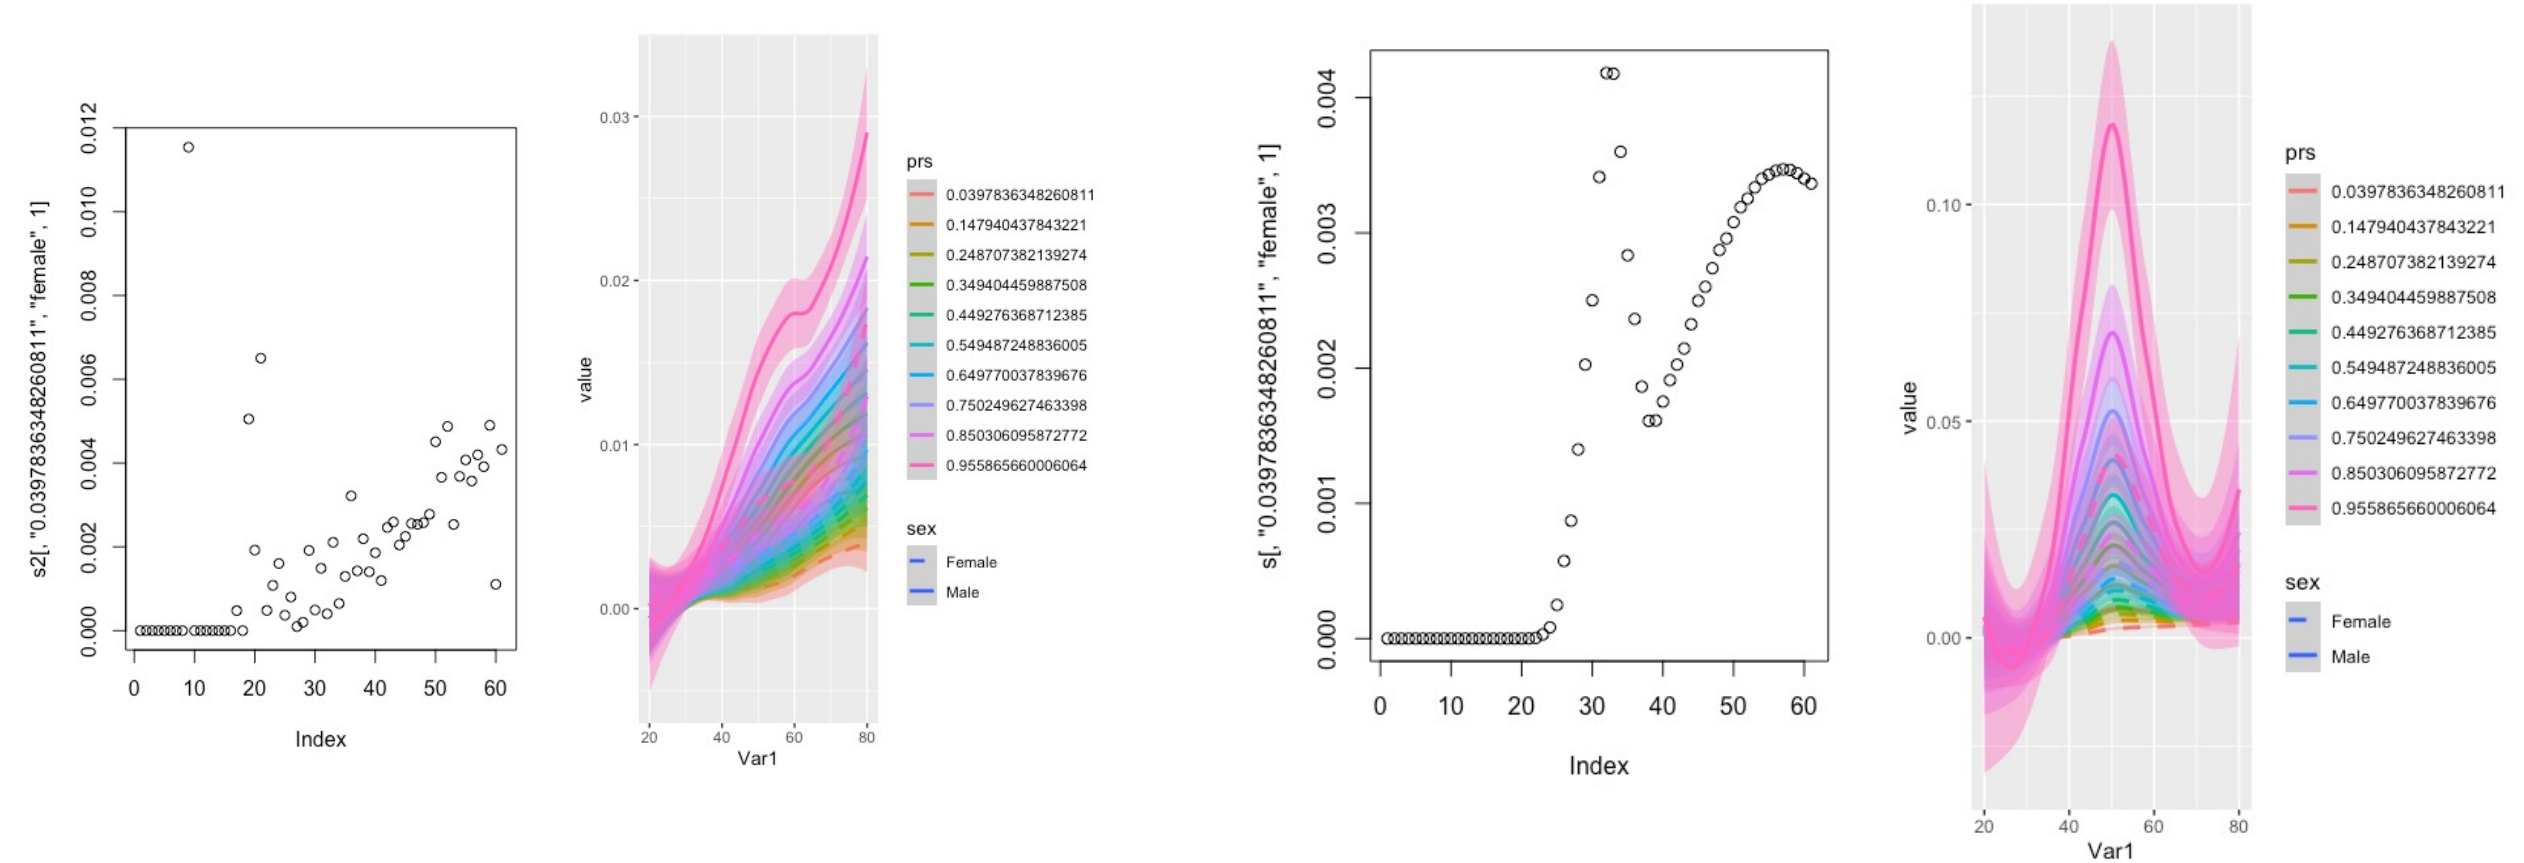 s2[, "0.0397836348260811", "female", 1]
0.012
0.010
0.008
0.006
0.004
0.002
0.000
0 10 20 30 40 50 60
Index
value
0.03
0.02
0.01
0.00
20 40 60 80
Var1
prs
0.0397836348260811
0.147940437843221
0.248707382139274
0.349404459887508
0.449276368712385
0.549487248836005
0.649770037839676
0.750249627463398
0.850306095872772
0.955865660006064
sex
Female
Male
s[, "0.0397836348260811", "female", 1]
0.004
0.003
0.002
0.001
0.000
0 10 20 30 40 50 60
Index
value
0.10
0.05
0.00
20 40 60 80
Var1
prs
0.0397836348260811
0.147940437843221
0.248707382139274
0.349404459887508
0.449276368712385
0.549487248836005
0.649770037839676
0.750249627463398
0.850306095872772
0.955865660006064
sex
Female
Male